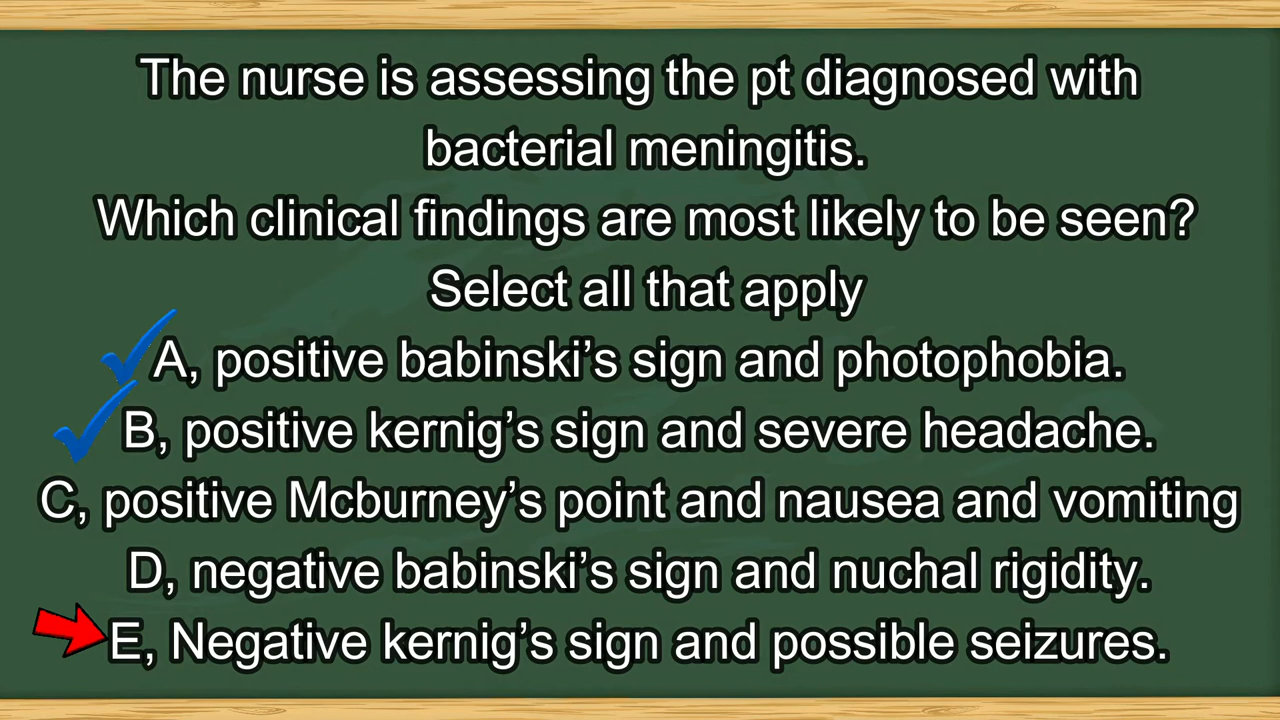 The nurse is assessing the pt diagnosed with
bacterial meningitis.
Which clinical findings are most likely to be seen?
Select all that apply
A, positive babinski’s sign and photophobia.
B, positive kernig’s sign and severe headache.
C, positive Mcburney’s point and nausea and vomiting
D, negative babinski’s sign and nuchal rigidity.
E, Negative kernig’s sign and possible seizures.